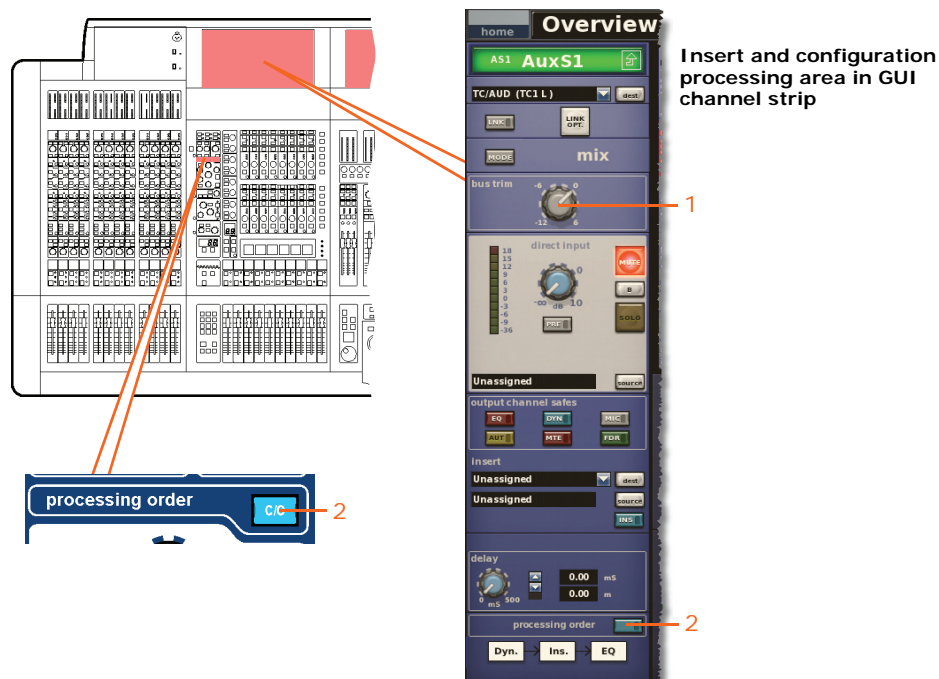 home
Overview
AS1 AuxS1
TC/AUD (TC1 L)
dest
LNK
LINK OPT.
MODE
mix
bus trim
-6 0
-12 6
1
direct input
18
15
12
9
6
3
0
-3
-6
-9
-36
0
-∞ dB 10
PRE
MUTE
B
SOLO
Unassigned
source
output channel safes
EQ
DYN
MIC
AUT
MTE
FDR
insert
Unassigned
dest
Unassigned
source
INS
delay
0 mS 500
0.00 mS
0.00 m
processing order
2
Dyn. Ins. EQ
Insert and configuration
processing area in GUI
channel strip
processing order
C/O
2